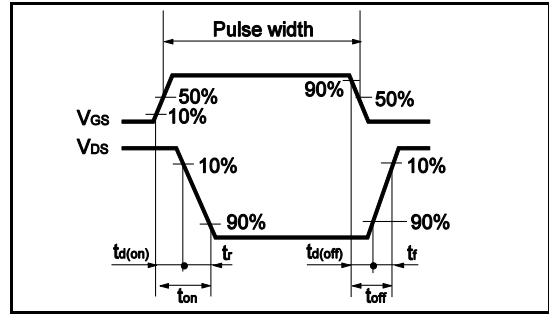 Pulse width
90%
50%
50%
10%
VGS
VDS
10%
10%
90%
90%
td(on)
tr
td(off)
tf
ton
toff